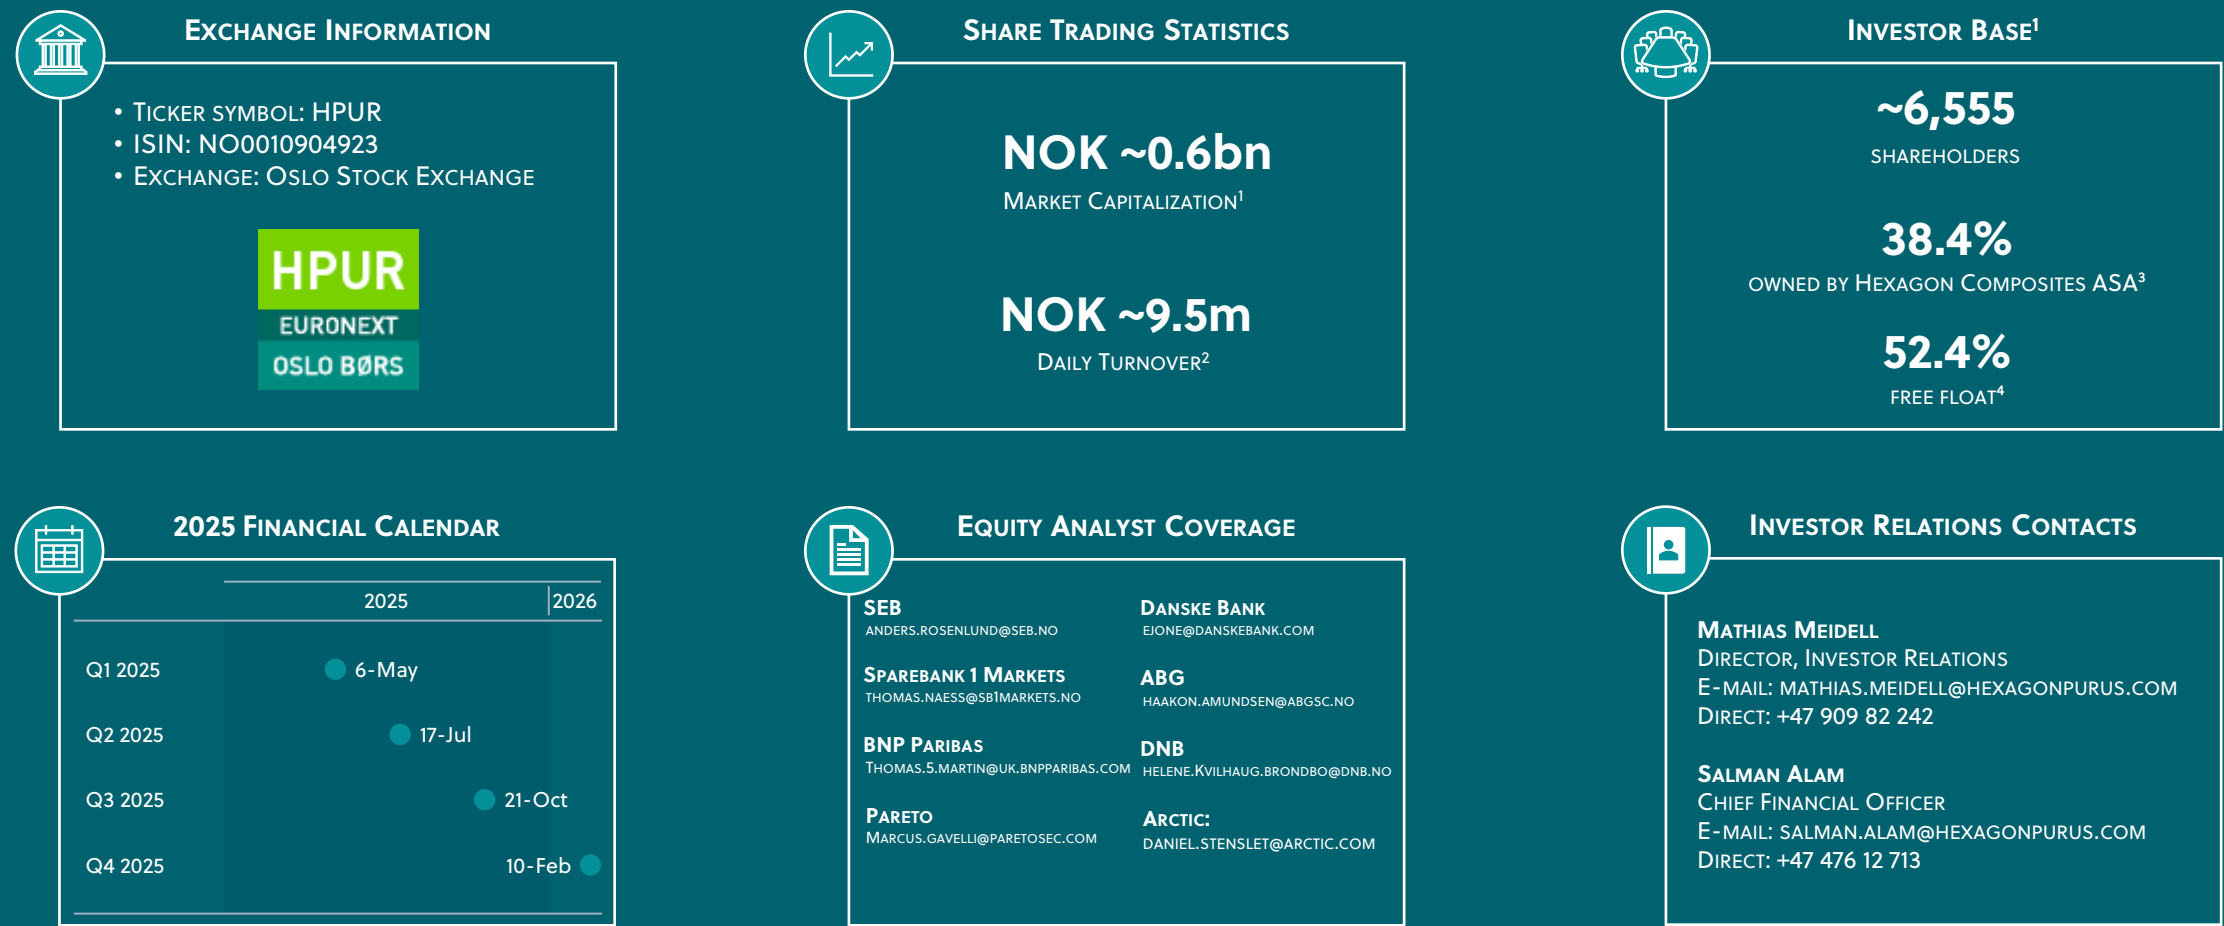 Exchange Information
• Ticker symbol: HPUR
• ISIN: NO0010904923
• Exchange: Oslo Stock Exchange
HPUR
EURONEXT
OSLO BØRS
Share Trading Statistics
NOK ~0.6bn
Market Capitalization¹
NOK ~9.5m
Daily Turnover²
Investor Base¹
~6,555
shareholders
38.4%
owned by Hexagon Composites ASA³
52.4%
free float⁴
2025 Financial Calendar
2025 2026
Q1 2025 6-May
Q2 2025 17-Jul
Q3 2025 21-Oct
Q4 2025 10-Feb
Equity Analyst Coverage
SEB
anders.rosenlund@seb.no
Sparebank 1 Markets
thomas.naess@sb1markets.no
BNP Paribas
Thomas.5.martin@uk.bnpparibas.com
Pareto
Marcus.gavelli@paretosec.com
Danske Bank
ejone@danskebank.com
ABG
haakon.amundsen@abgsc.no
DNB
helene.Kvilhaug.brondbo@dnb.no
Arctic:
daniel.stenslet@arctic.com
Investor Relations Contacts
Mathias Meidell
Director, Investor Relations
E-mail: mathias.meidell@hexagonpurus.com
Direct: +47 909 82 242
Salman Alam
Chief Financial Officer
E-mail: salman.alam@hexagonpurus.com
Direct: +47 476 12 713